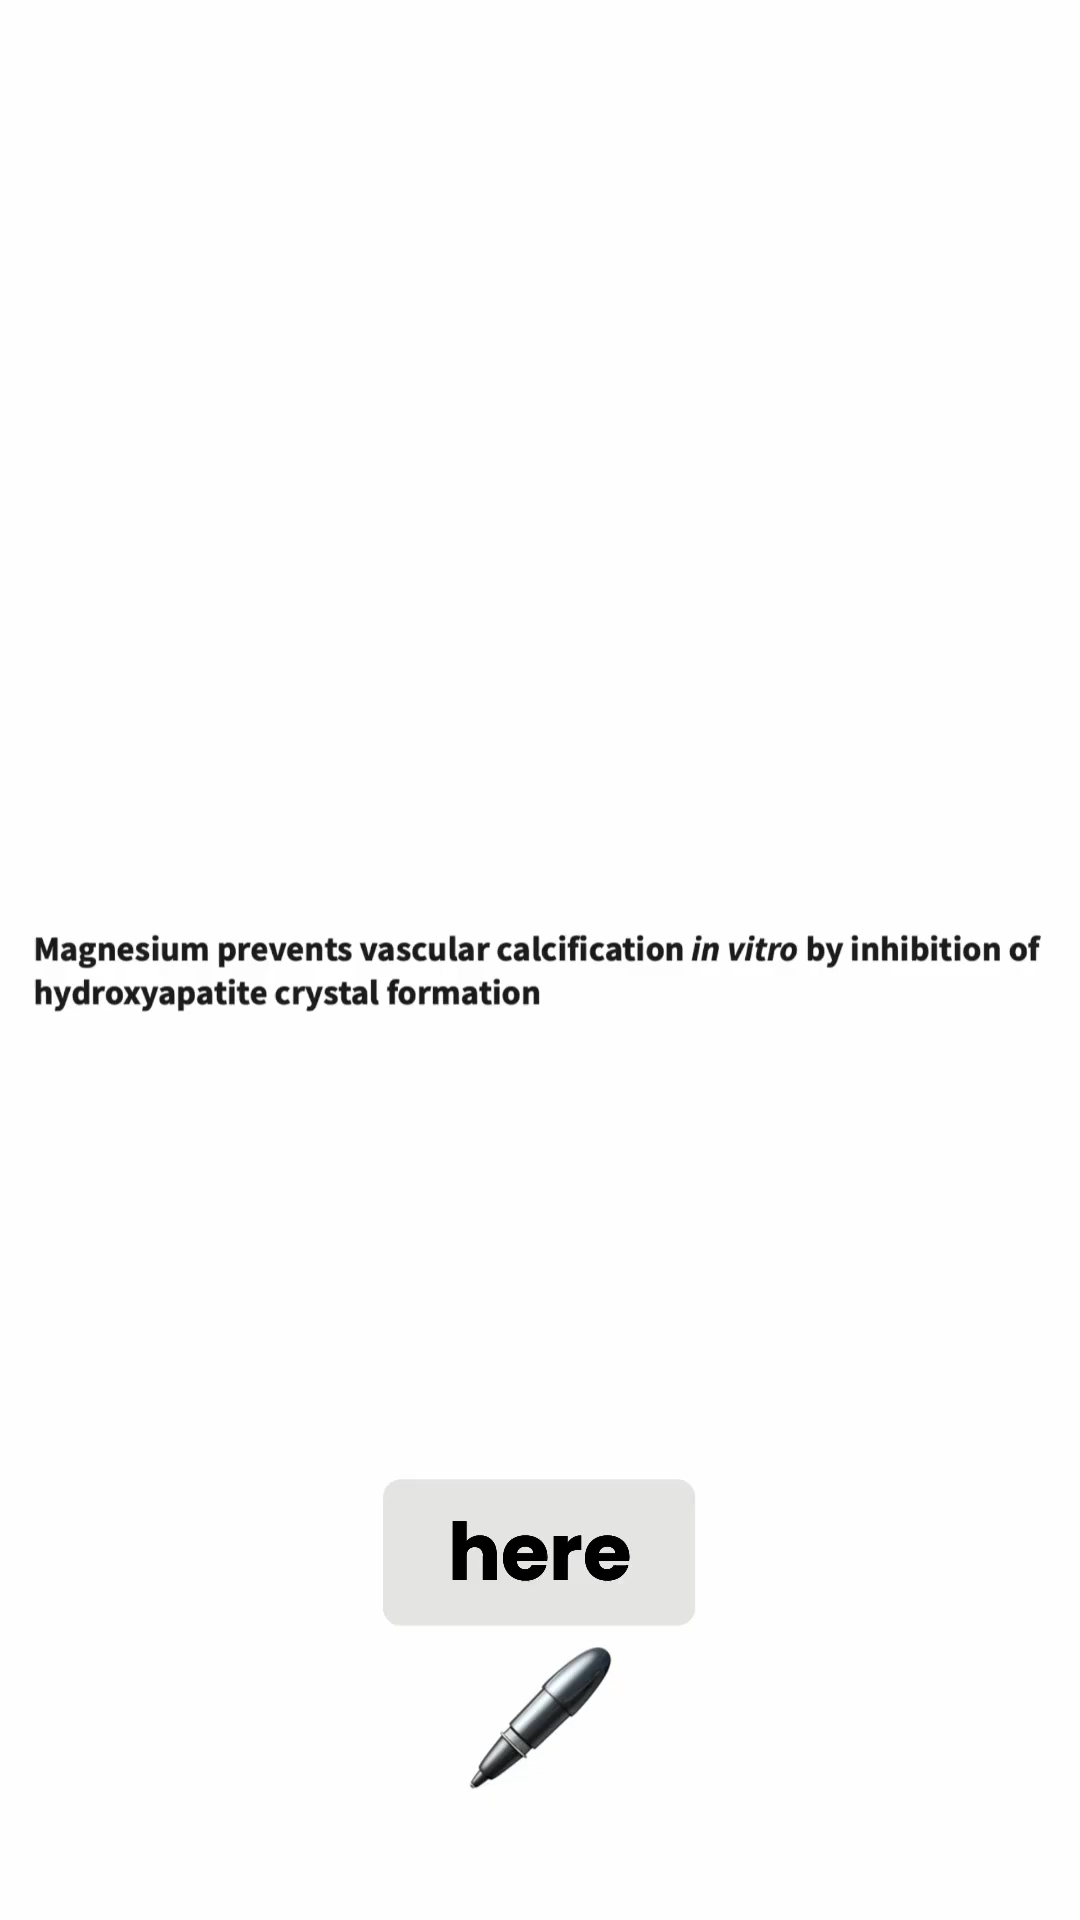 Magnesium prevents vascular calcification in vitro by inhibition of
hydroxyapatite crystal formation
here